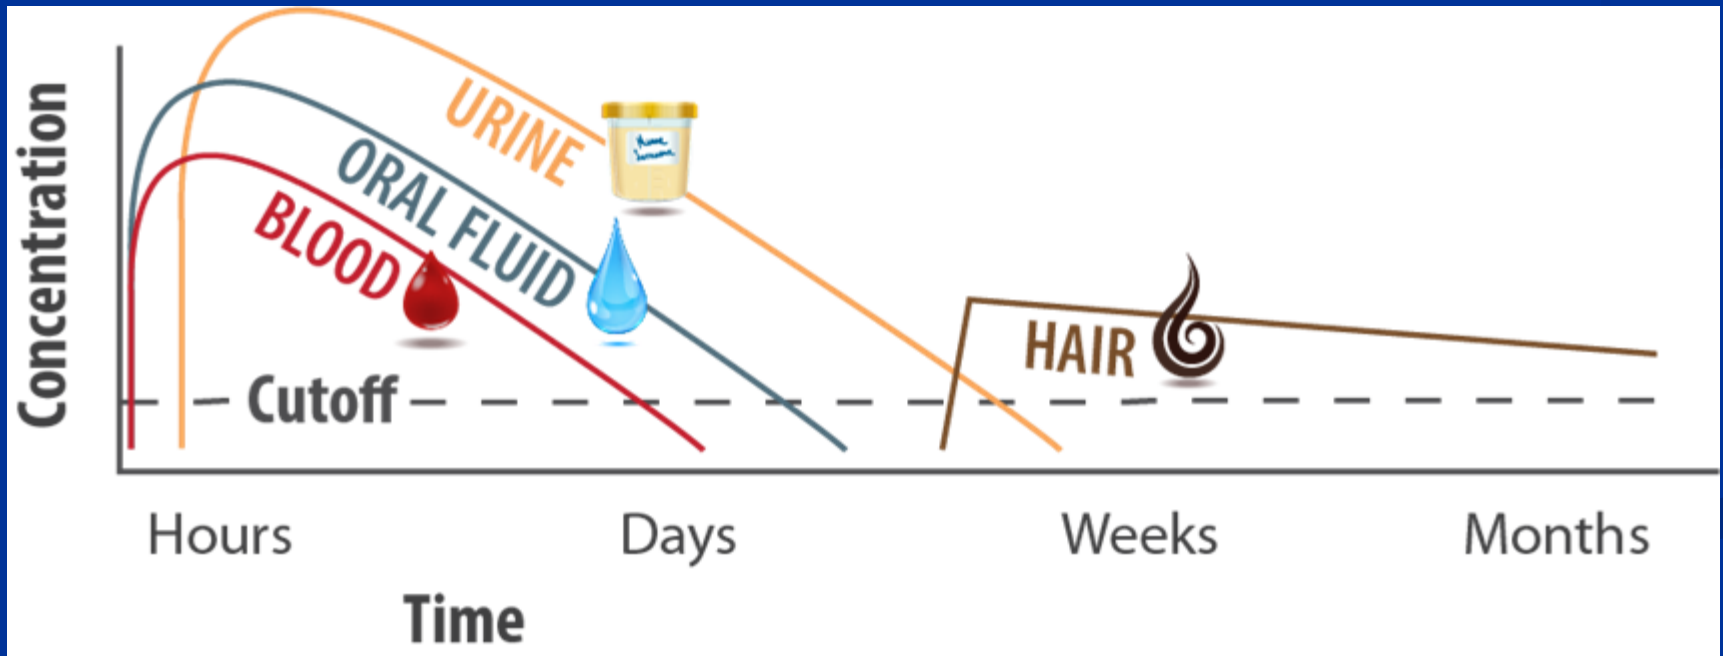 Concentration
URINE
ORAL FLUID
BLOOD
HAIR
Cutoff
Hours
Days
Weeks
Months
Time